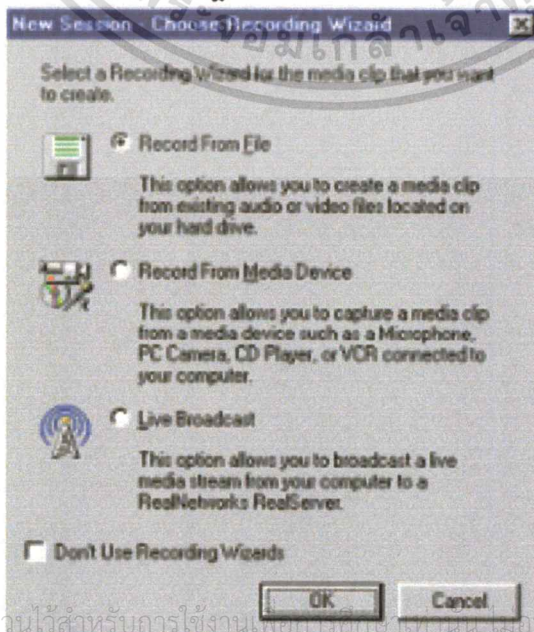 New Session - Choose Recording Wizard
Select a Recording Wizard for the media clip that you want
to create.
Record From File
This option allows you to create a media clip
from existing audio or video files located on
your hard drive.
Record From Media Device
This option allows you to capture a media clip
from a media device such as a Microphone,
PC Camera, CD Player, or VCR connected to
your computer.
Live Broadcast
This option allows you to broadcast a live
media stream from your computer to a
RealNetworks RealServer.
Don't Use Recording Wizards
OK
Cancel